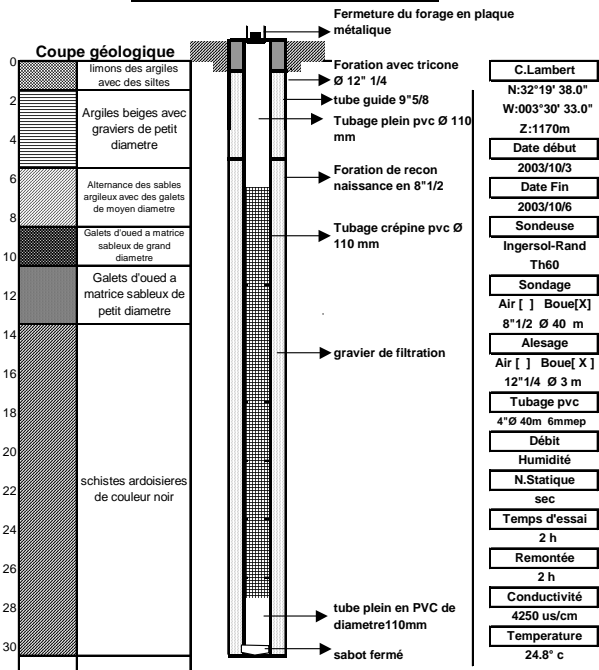 Fermeture du forage en plaque
métalique
Coupe géologique
0
2
4
6
8
10
12
14
16
18
20
22
24
26
28
30
limons des argiles
avec des siltes
Argiles beiges avec
graviers de petit
diametre
Alternance des sables
argileux avec des galets
de moyen diametre
Galets d'oued a matrice
sableux de grand
diametre
Galets d'oued a
matrice sableux de
petit diametre
schistes ardoisieres
de couleur noir
Foration avec tricone
Ø 12" 1/4
tube guide 9"5/8
Tubage plein pvc Ø 110
mm
Foration de recon
naissance en 8"1/2
Tubage crépine pvc Ø
110 mm
gravier de filtration
tube plein en PVC de
diametre110mm
sabot fermé
C.Lambert
N:32°19' 38.0"
W:003°30' 33.0"
Z:1170m
Date début
2003/10/3
Date Fin
2003/10/6
Sondeuse
Ingersol-Rand
Th60
Sondage
Air [ ] Boue[X]
8"1/2 Ø 40 m
Alesage
Air [ ] Boue[ X ]
12"1/4 Ø 3 m
Tubage pvc
4"Ø 40m 6mmep
Débit
Humidité
N.Statique
sec
Temps d'essai
2 h
Remontée
2 h
Conductivité
4250 us/cm
Temperature
24.8° c